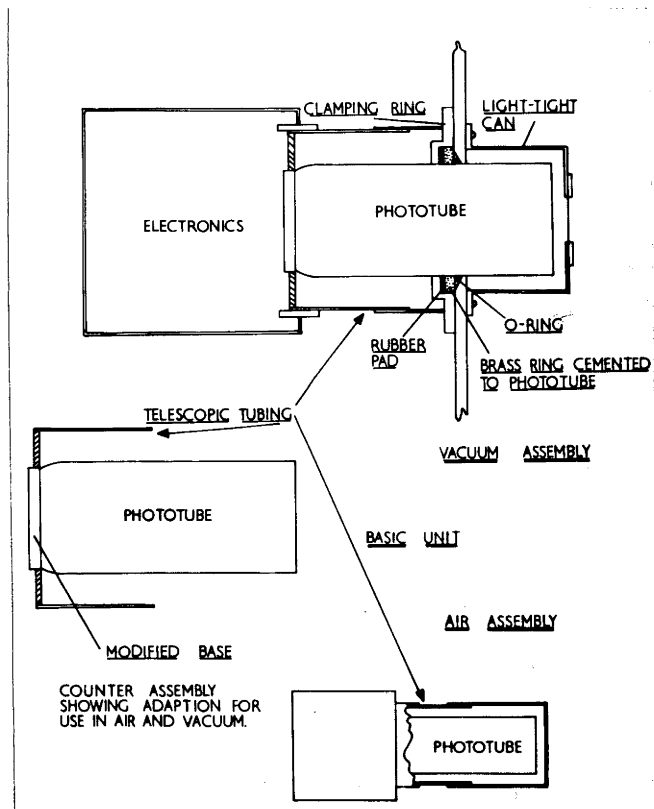 CLAMPING RING
LIGHT-TIGHT
CAN
ELECTRONICS
PHOTOTUBE
O-RING
RUBBER
PAD
BRASS RING CEMENTED
TO PHOTOTUBE
TELESCOPIC TUBING
VACUUM ASSEMBLY
PHOTOTUBE
BASIC UNIT
AIR ASSEMBLY
MODIFIED BASE
COUNTER ASSEMBLY
SHOWING ADAPTION FOR
USE IN AIR AND VACUUM.
PHOTOTUBE